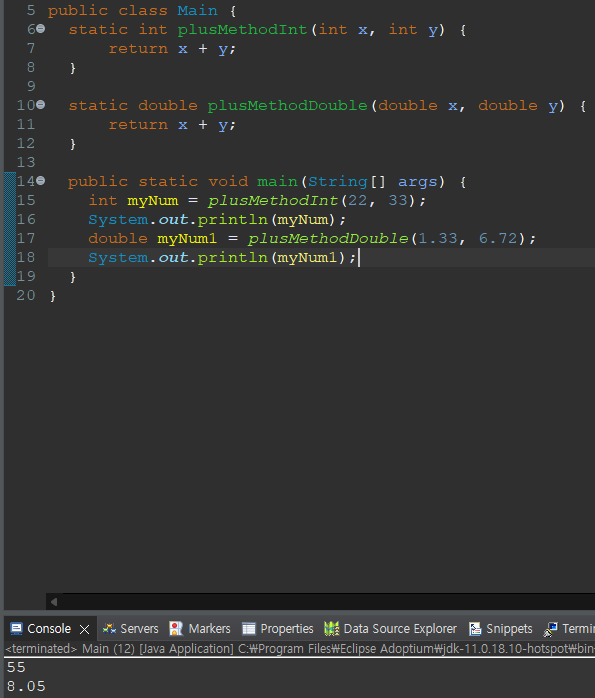 5 public class Main {
6 static int plusMethodInt(int x, int y) {
7 return x + y;
8 }
9
10 static double plusMethodDouble(double x, double y) {
11 return x + y;
12 }
13
14 public static void main(String[] args) {
15 int myNum = plusMethodInt(22, 33);
16 System.out.println(myNum);
17 double myNum1 = plusMethodDouble(1.33, 6.72);
18 System.out.println(myNum1);
19 }
20 }
Console Servers Markers Properties Data Source Explorer Snippets Termi
<terminated> Main (12) [Java Application] C:₩Program Files₩Eclipse Adoptium₩jdk-11.0.18.10-hotspot₩bin
55
8.05